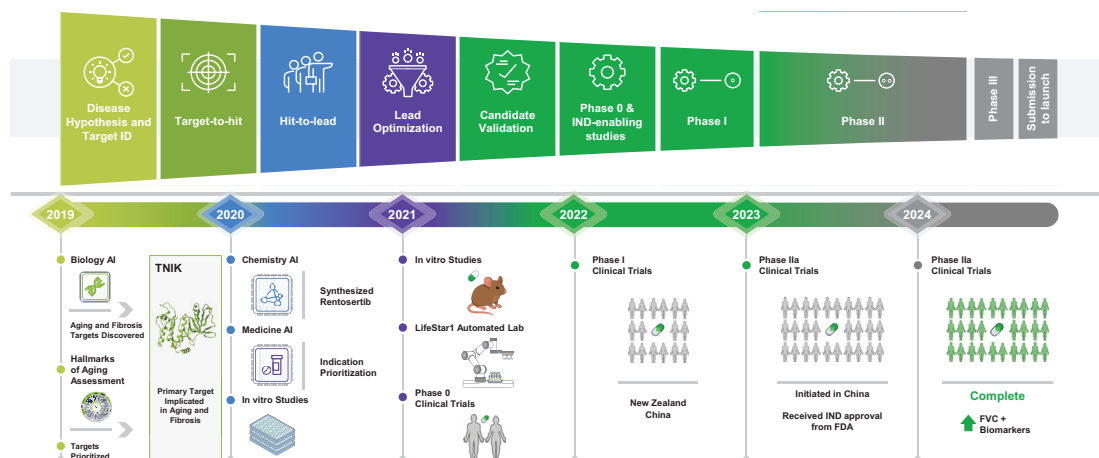 Disease
Hypothesis and
Target ID
Target-to-hit
Hit-to-lead
Lead
Optimization
Candidate
Validation
Phase 0 &
IND-enabling
studies
Phase I
Phase II
Phase III
Submission
to launch
2019
2020
2021
2022
2023
2024
Biology AI
Aging and Fibrosis
Targets Discovered
Hallmarks
of Aging
Assessment
Targets
Prioritized
TNIK
Primary Target
Implicated
in Aging and
Fibrosis
Chemistry AI
Synthesized
Rentosertib
Medicine AI
Indication
Prioritization
In vitro Studies
In vitro Studies
LifeStar1 Automated Lab
Phase 0
Clinical Trials
Phase I
Clinical Trials
New Zealand
China
Phase IIa
Clinical Trials
Initiated in China
Received IND approval
from FDA
Phase IIa
Clinical Trials
Complete
FVC +
Biomarkers